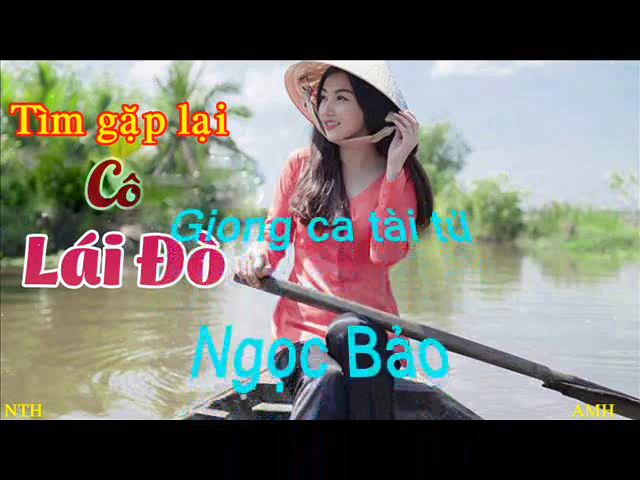 Tìm gặp lại
Cô
Lái Đò
Giọng ca tài tử
Ngọc Bảo
NTH
AMH